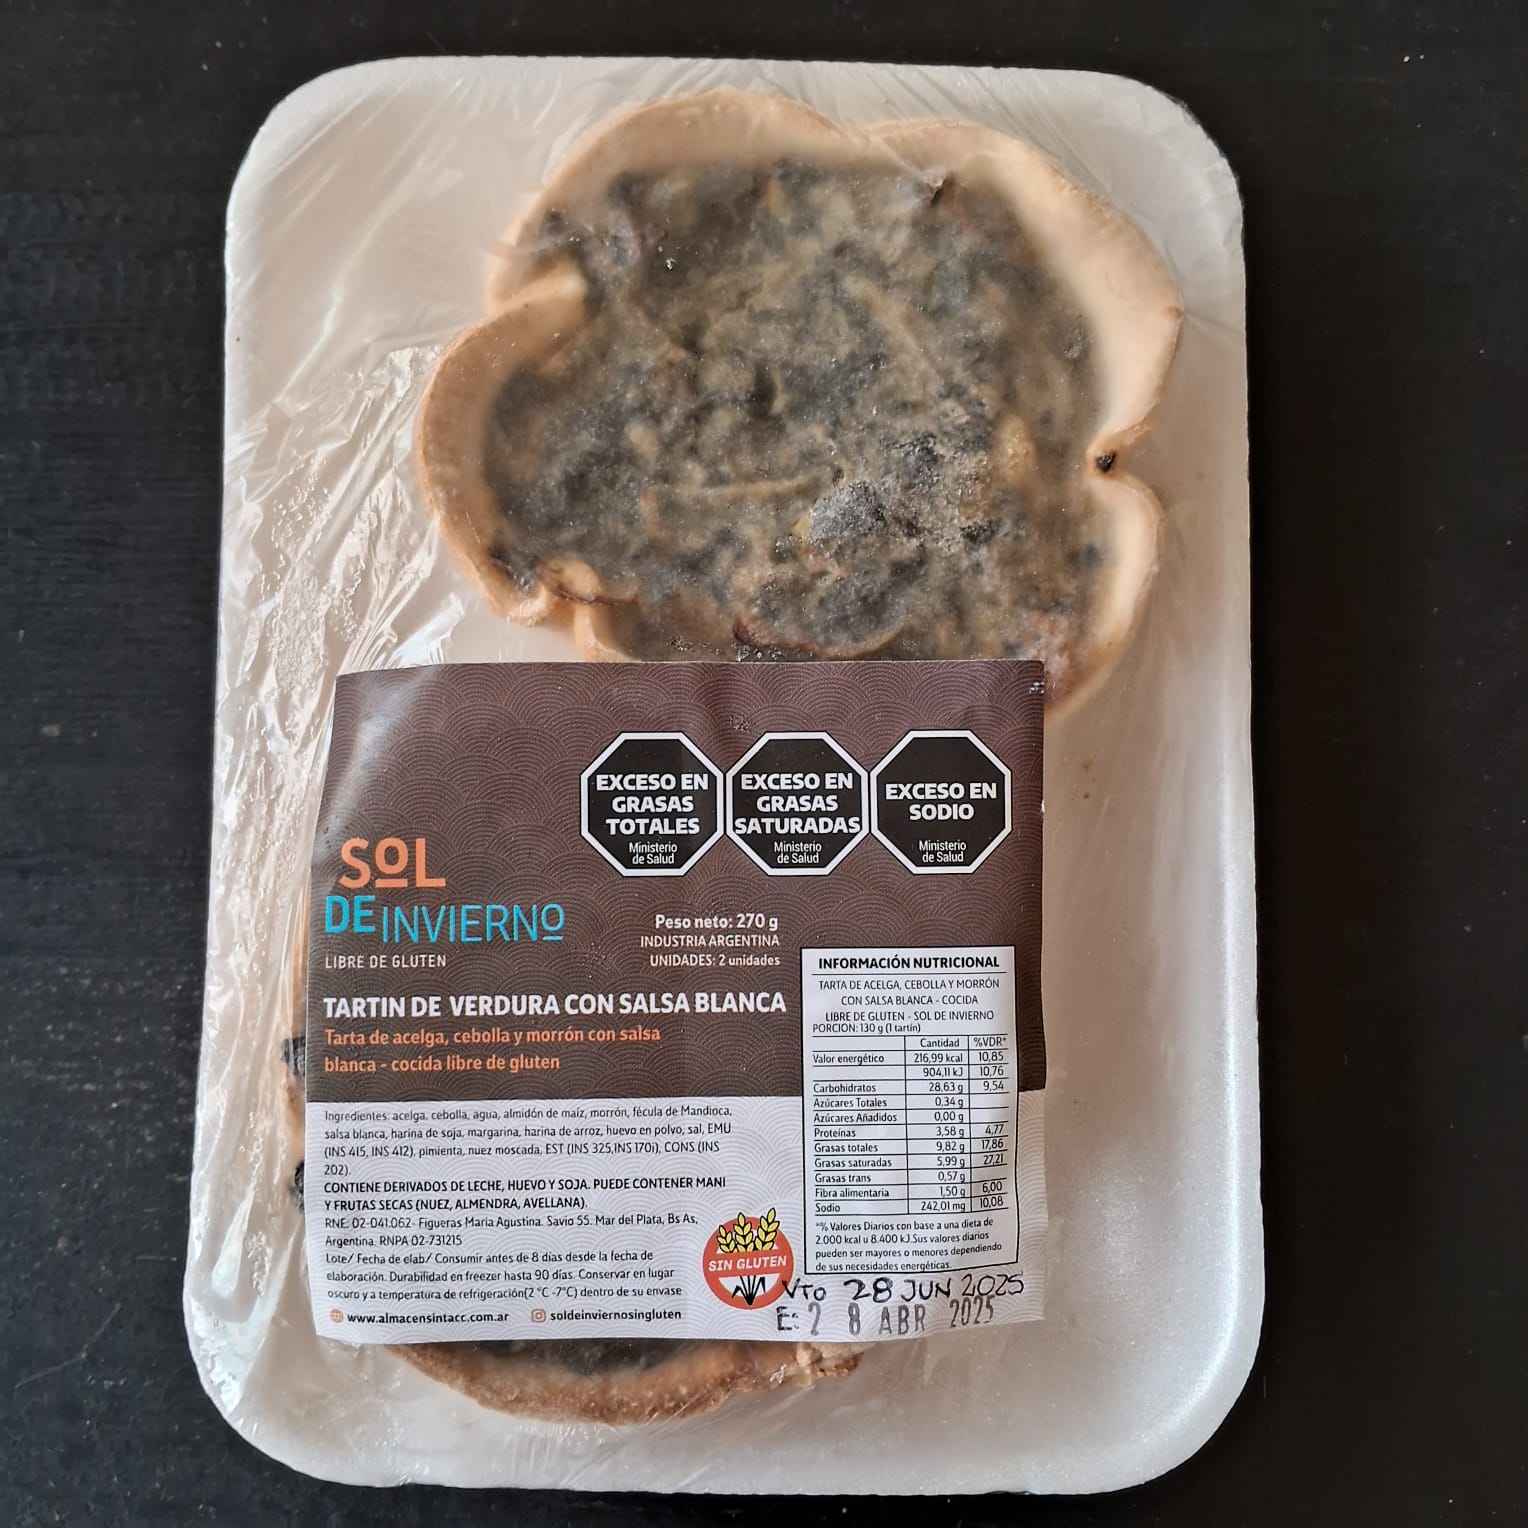 EXCESO EN
GRASAS
TOTALES
Ministerio
de Salud
EXCESO EN
GRASAS
SATURADAS
Ministerio
de Salud
EXCESO EN
SODIO
Ministerio
de Salud
SOL
DE INVIERNO
LIBRE DE GLUTEN
Peso neto: 270 g
INDUSTRIA ARGENTINA
UNIDADES: 2 unidades
TARTIN DE VERDURA CON SALSA BLANCA
Tarta de acelga, cebolla y morrón con salsa
blanca - cocida libre de gluten
Ingredientes: acelga, cebolla, agua, almidón de maíz, morrón, fécula de Mandioca,
salsa blanca, harina de soja, margarina, harina de arroz, huevo en polvo, sal, EMU
(INS 415, INS 412), pimienta, nuez moscada, EST (INS 325,INS 170i), CONS (INS
202).
CONTIENE DERIVADOS DE LECHE, HUEVO Y SOJA. PUEDE CONTENER MANI
Y FRUTAS SECAS (NUEZ, ALMENDRA, AVELLANA).
RNE: 02-041.062- Figueras Maria Agustina. Savio 55. Mar del Plata, Bs As,
Argentina. RNPA 02-731215
Lote/ Fecha de elab/ Consumir antes de 8 dias desde la fecha de
elaboración. Durabilidad en freezer hasta 90 días. Conservar en lugar
oscuro y a temperatura de refrigeración(2 °C -7°C) dentro de su envase
www.almacensintacc.com.ar soldeinviernosingluten
SIN GLUTEN
INFORMACIÓN NUTRICIONAL
TARTA DE ACELGA, CEBOLLA Y MORRÓN
CON SALSA BLANCA - COCIDA
LIBRE DE GLUTEN - SOL DE INVIERNO
PORCION: 130 g (1 tartín)
Cantidad %VDR*
Valor energético 216,99 kcal 10,85
904,11 kJ 10,76
Carbohidratos 28,63 g 9,54
Azúcares Totales 0,34 g
Azúcares Añadidos 0,00 g
Proteínas 3,58 g 4,77
Grasas totales 9,82 g 17,86
Grasas saturadas 5,99 g 27,21
Grasas trans 0,57 g
Fibra alimentaria 1,50 g 6,00
Sodio 242,01 mg 10,08
*% Valores Diarios con base a una dieta de
2.000 kcal u 8.400 kJ.Sus valores diarios
pueden ser mayores o menores dependiendo
de sus necesidades energéticas.
Vto 28 JUN 2025
E: 28 ABR 2025